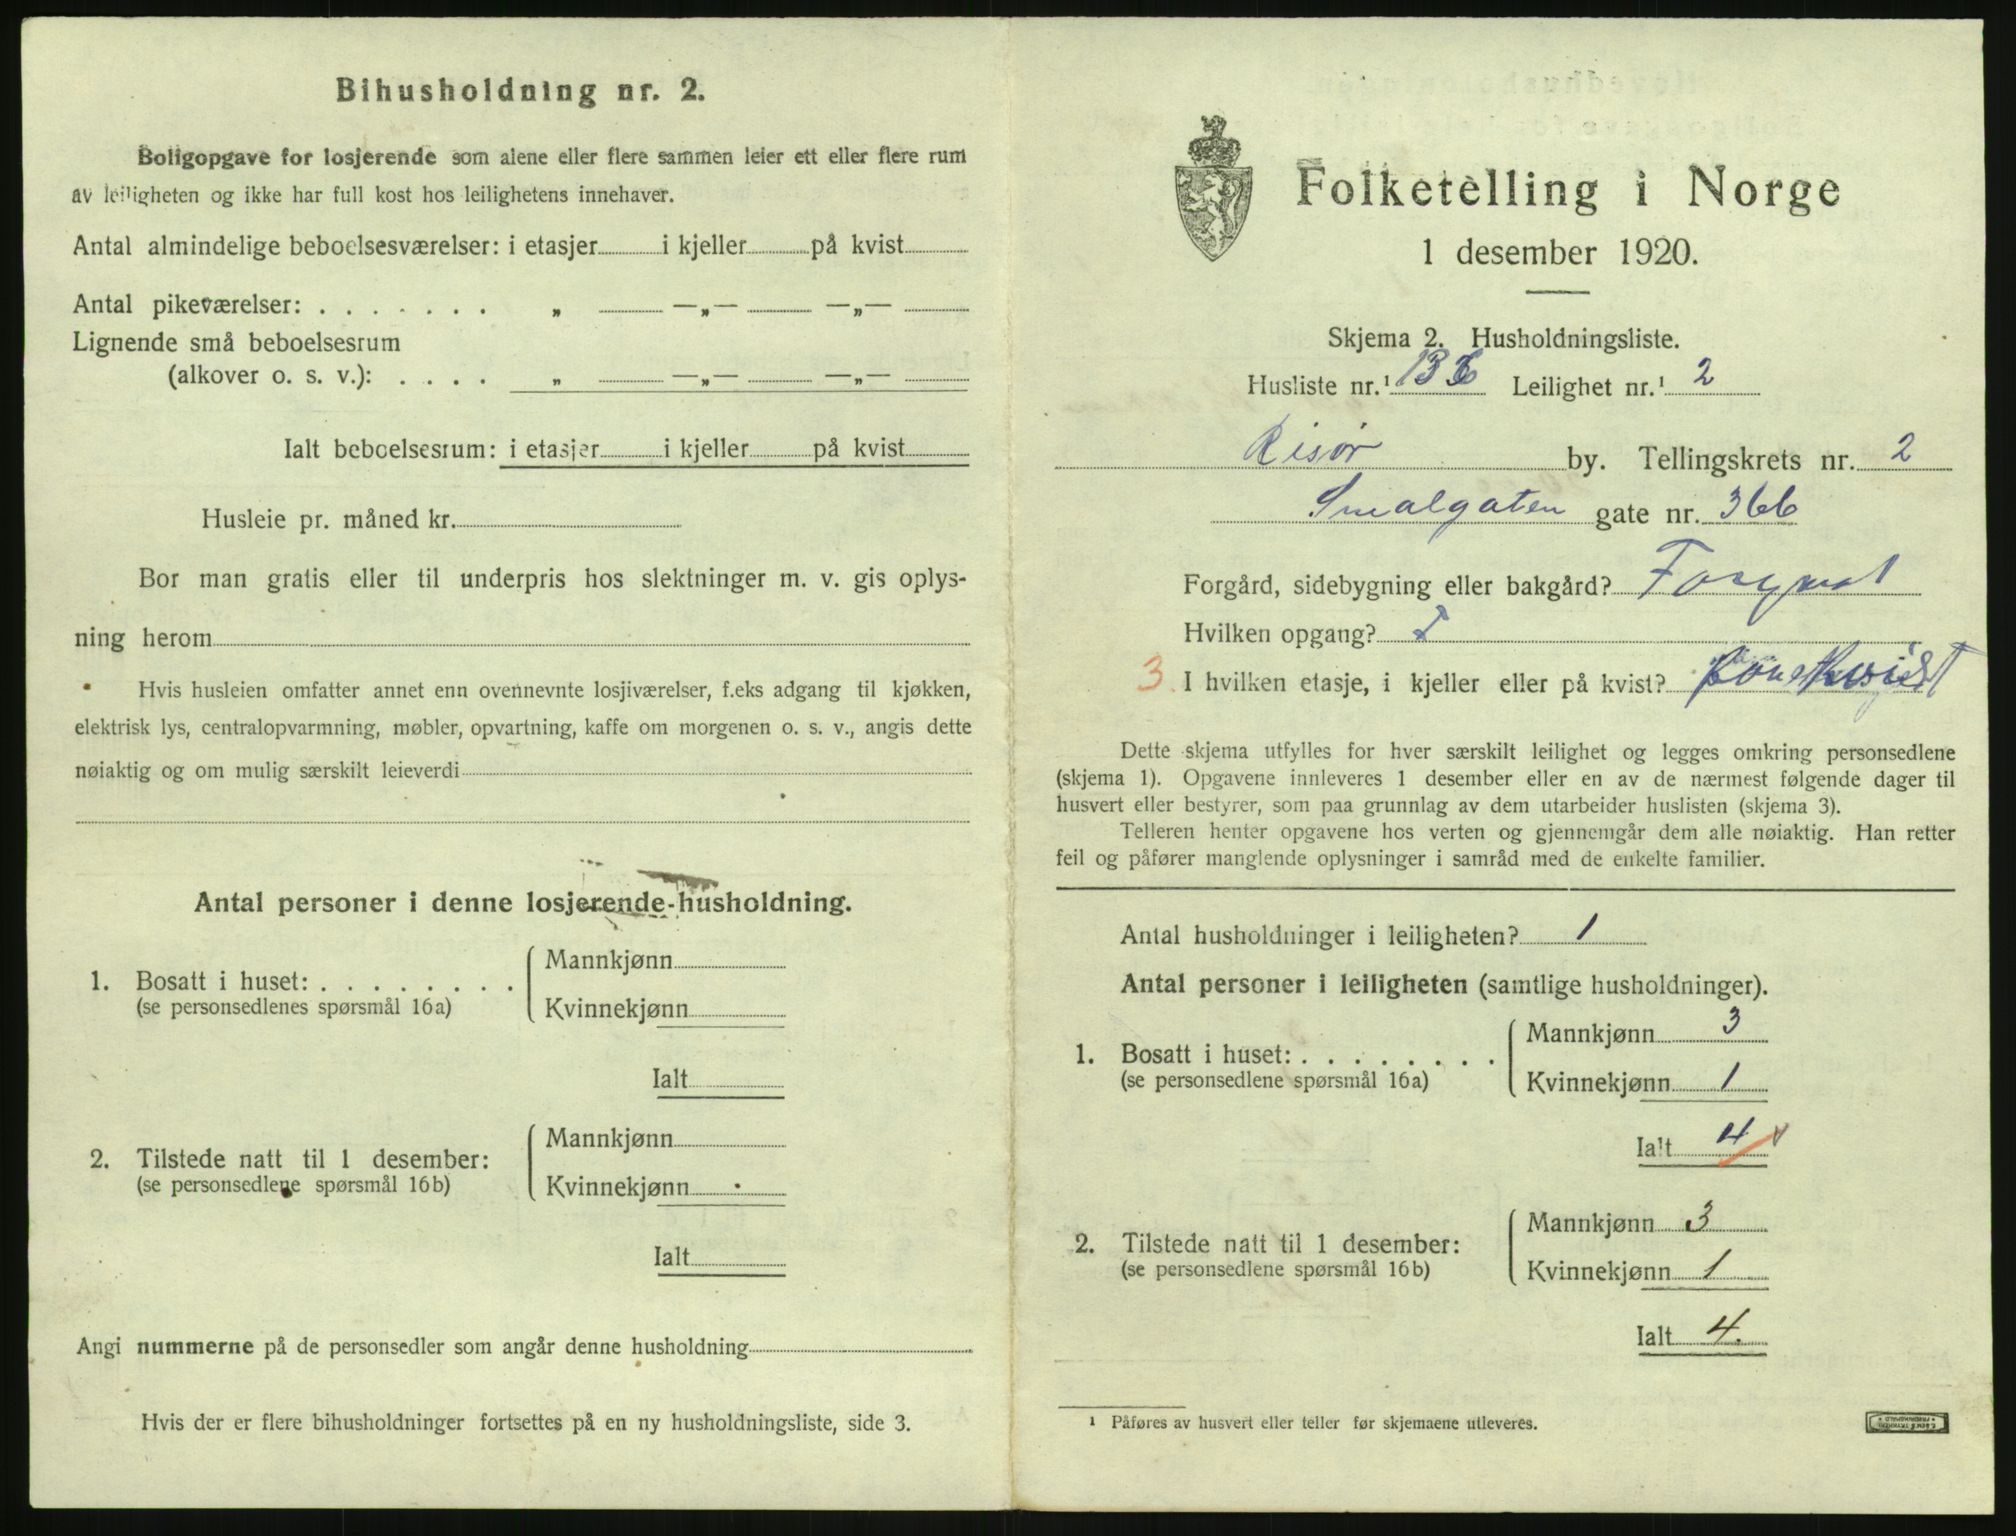 Bihusholdning nr. 2.
Boligopgave for losjerende som alene eller flere sammen leier ett eller flere rum
av leiligheten og ikke har full kost hos leilighetens innehaver.
Antal almindelige beboelsesværelser: i etasjer i kjeller på kvist
Antal pikeværelser: . . . . . . . „ —„— —„—
Lignende små beboelsesrum
(alkover o. s. v.): . . . . „ —„— —„—
Ialt beboelsesrum: i etasjer i kjeller på kvist
Husleie pr. måned kr.
Bor man gratis eller til underpris hos slektninger m. v. gis oplys-
ning herom
Hvis husleien omfatter annet enn ovennevnte losjiværelser, f.eks adgang til kjøkken,
elektrisk lys, centralopvarmning, møbler, opvartning, kaffe om morgenen o. s. v., angis dette
nøiaktig og om mulig særskilt leieverdi
Antal personer i denne losjerende-husholdning.
1. Bosatt i huset: . . . . . . . . Mannkjønn
(se personsedlenes spørsmål 16a) Kvinnekjønn
Ialt
2. Tilstede natt til 1 desember: Mannkjønn
(se personsedlene spørsmål 16b) Kvinnekjønn
Ialt
Angi nummerne på de personsedler som angår denne husholdning
Hvis der er flere bihusholdninger fortsettes på en ny husholdningsliste, side 3.
Folketelling i Norge
1 desember 1920.
Skjema 2. Husholdningsliste.
Husliste nr.¹ Leilighet nr.¹ 2
Risør by. Tellingskrets nr. 2
Smalgaten gate nr. 366
Forgård, sidebygning eller bakgård? Forgaard
Hvilken opgang? I
3 I hvilken etasje, i kjeller eller på kvist?
Dette skjema utfylles for hver særskilt leilighet og legges omkring personsedlene
(skjema 1). Opgavene innleveres 1 desember eller en av de nærmest følgende dager til
husvert eller bestyrer, som paa grunnlag av dem utarbeider huslisten (skjema 3).
Telleren henter opgavene hos verten og gjennemgår dem alle nøiaktig. Han retter
feil og påfører manglende oplysninger i samråd med de enkelte familier.
Antal husholdninger i leiligheten? 1
Antal personer i leiligheten (samtlige husholdninger).
1. Bosatt i huset: . . . . . . . . Mannkjønn 3
(se personsedlene spørsmål 16a) Kvinnekjønn 1
Ialt 4
2. Tilstede natt til 1 desember: Mannkjønn 3
(se personsedlene spørsmål 16b) Kvinnekjønn 1
Ialt 4.
¹ Påføres av husvert eller teller før skjemaene utleveres.